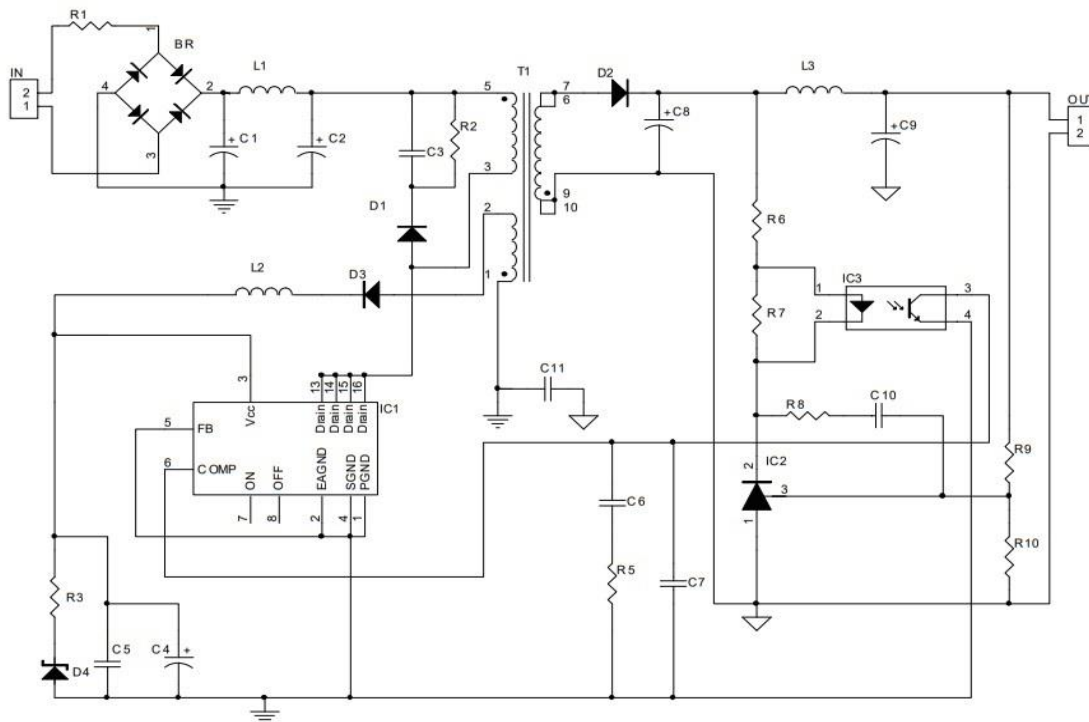 R1
1
BR
IN
2
1
4
2
3
L1
+
C1
+
C2
C3
R2
T1
5
3
2
1
7
6
9
10
D2
+
C8
L3
+
C9
OUT
1
2
D1
L2
D3
R6
R7
IC3
1
2
3
4
C11
R8
C10
3
13
14
15
16
IC1
Vcc
Drain
Drain
Drain
Drain
5
FB
6
COMP
ON
OFF
EAGND
SGND
PGND
7
8
2
4
1
IC2
2
3
1
R9
R10
C6
R5
C7
R3
D4
C5
C4
+